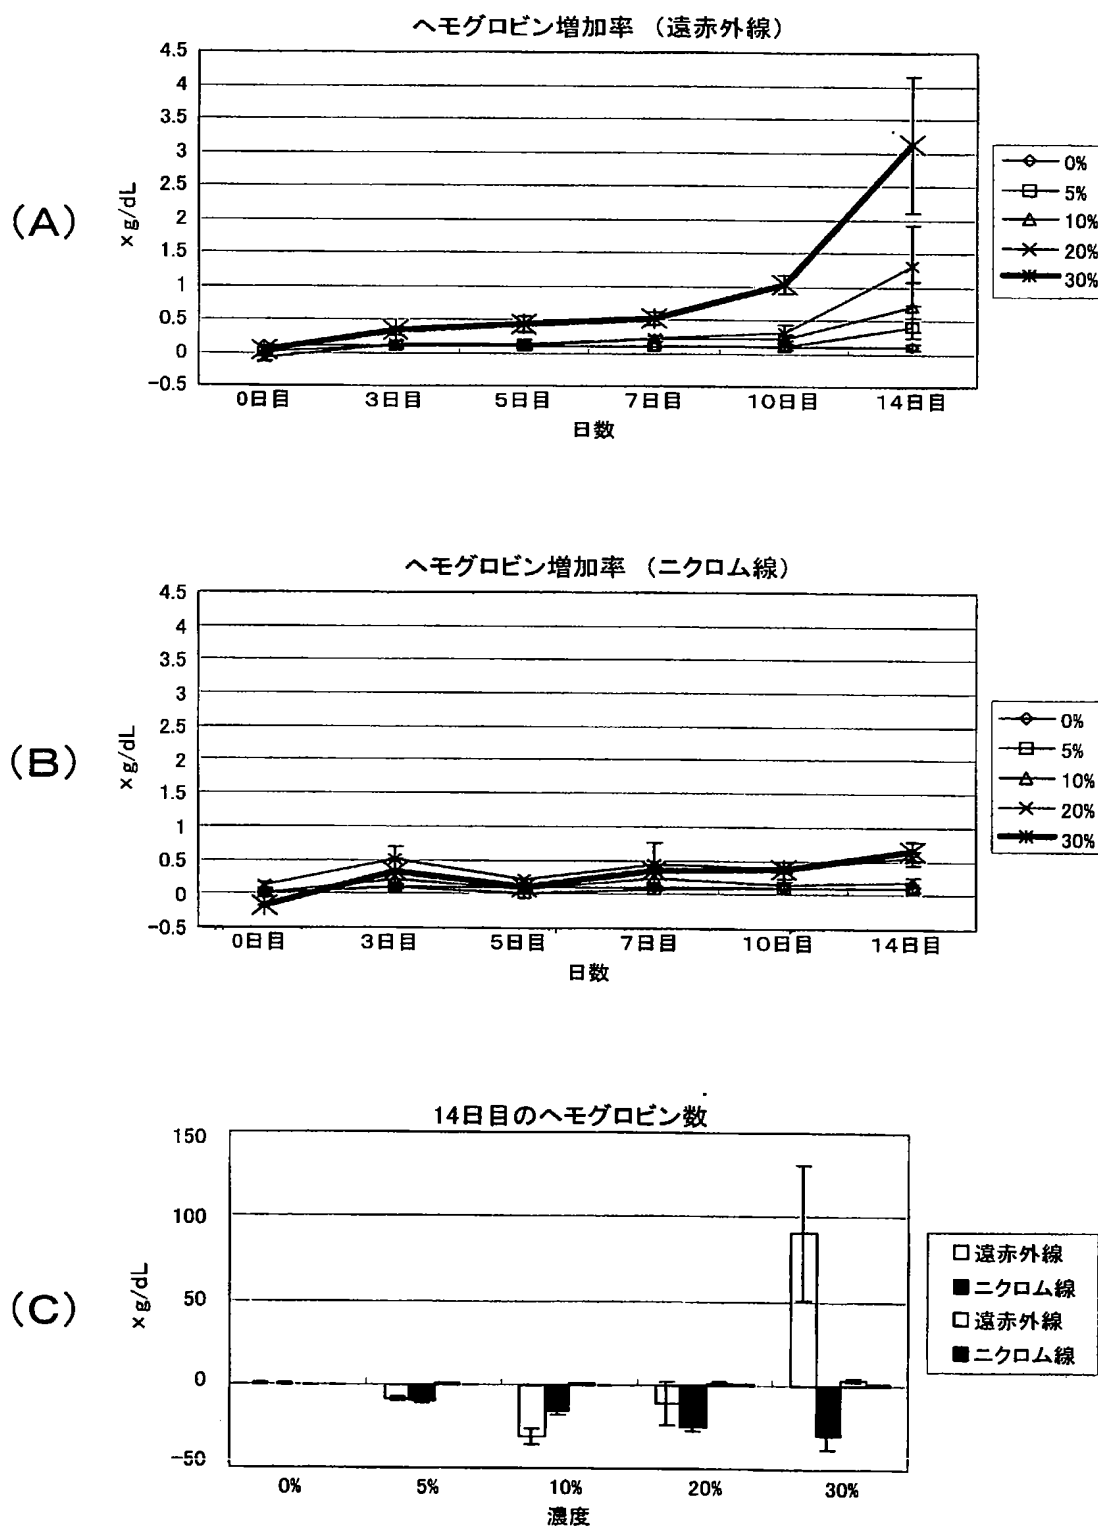 ヘモグロビン増加率 (遠赤外線)
(A)
x g/dL
4.5
4
3.5
3
2.5
2
1.5
1
0.5
0
-0.5
0日目 3日目 5日目 7日目 10日目 14日目
日数
0%
5%
10%
20%
30%
ヘモグロビン増加率 (ニクロム線)
(B)
x g/dL
4.5
4
3.5
3
2.5
2
1.5
1
0.5
0
-0.5
0日目 3日目 5日目 7日目 10日目 14日目
日数
0%
5%
10%
20%
30%
14日目のヘモグロビン数
(C)
x g/dL
150
100
50
0
-50
0% 5% 10% 20% 30%
濃度
遠赤外線
ニクロム線
遠赤外線
ニクロム線